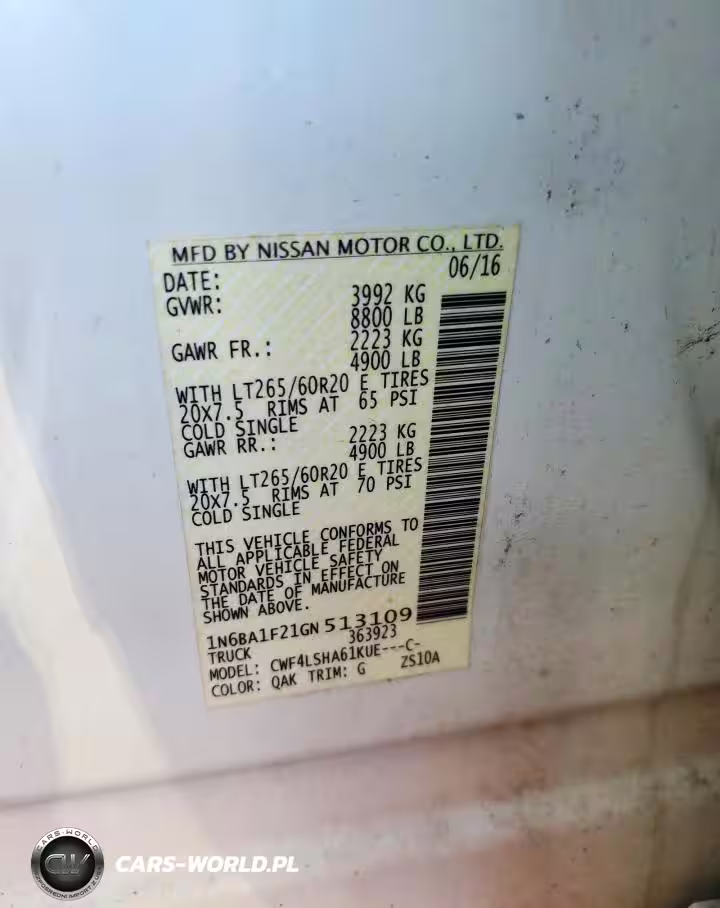 MFD BY NISSAN MOTOR CO., LTD.
DATE: 06/16
GVWR: 3992 KG
8800 LB
GAWR FR.: 2223 KG
4900 LB
WITH LT265/60R20 E TIRES
20X7.5 RIMS AT 65 PSI
COLD SINGLE
GAWR RR.: 2223 KG
4900 LB
WITH LT265/60R20 E TIRES
20X7.5 RIMS AT 70 PSI
COLD SINGLE
THIS VEHICLE CONFORMS TO
ALL APPLICABLE FEDERAL
MOTOR VEHICLE SAFETY
STANDARDS IN EFFECT ON
THE DATE OF MANUFACTURE
SHOWN ABOVE.
1N6BA1F21GN513109
TRUCK 363923
MODEL: CWF4LSHA61KUE---C-
COLOR: QAK TRIM: G ZS10A
CARS-WORLD
CW
CARS-WORLD.PL